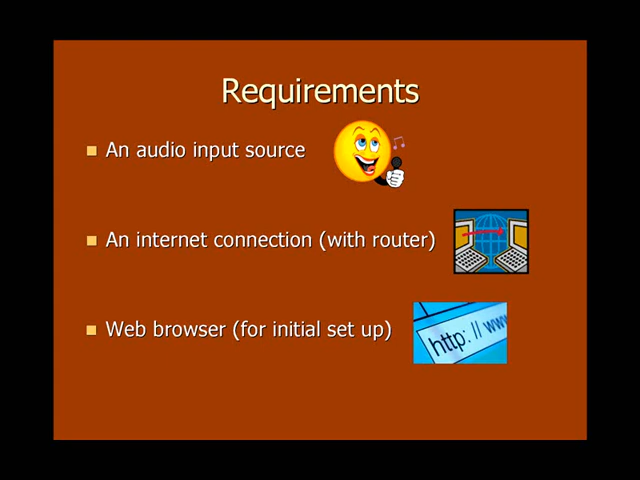 Requirements
An audio input source
An internet connection (with router)
Web browser (for initial set up)
http: // www